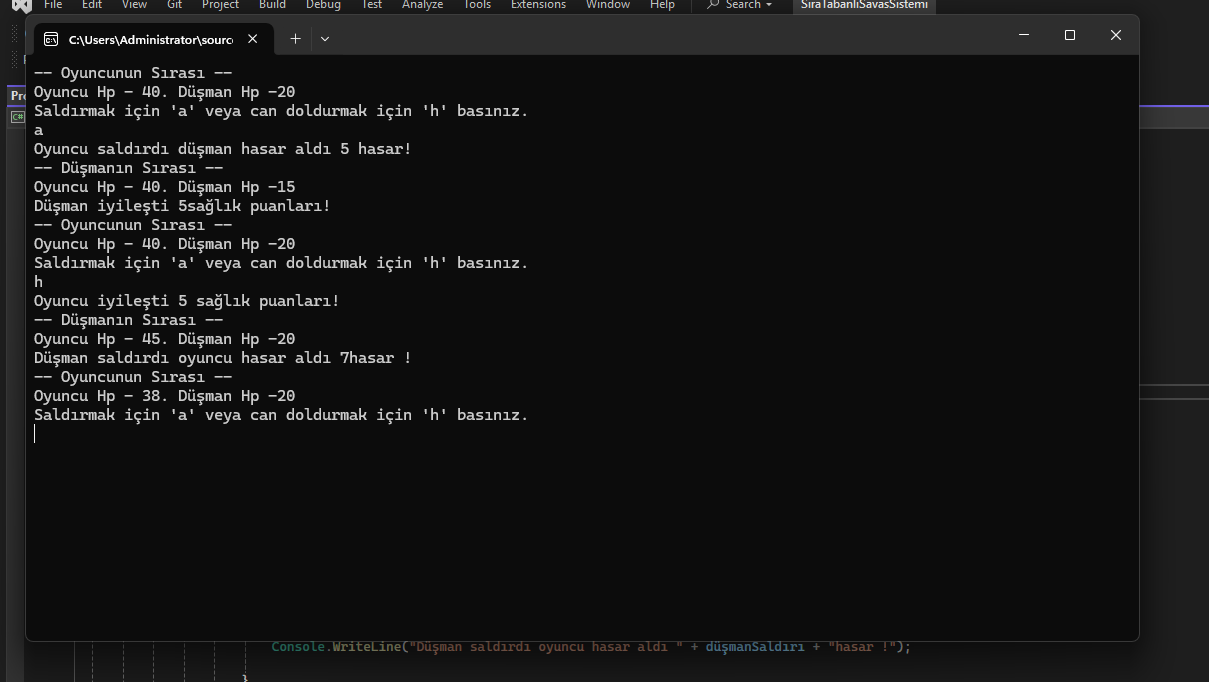 File Edit View Git Project Build Debug Test Analyze Tools Extensions Window Help Search SiraTabanliSavasSistemi
C:\Users\Administrator\sourc
-- Oyuncunun Sırası --
Oyuncu Hp - 40. Düşman Hp -20
Saldırmak için 'a' veya can doldurmak için 'h' basınız.
a
Oyuncu saldırdı düşman hasar aldı 5 hasar!
-- Düşmanın Sırası --
Oyuncu Hp - 40. Düşman Hp -15
Düşman iyileşti 5sağlık puanları!
-- Oyuncunun Sırası --
Oyuncu Hp - 40. Düşman Hp -20
Saldırmak için 'a' veya can doldurmak için 'h' basınız.
h
Oyuncu iyileşti 5 sağlık puanları!
-- Düşmanın Sırası --
Oyuncu Hp - 45. Düşman Hp -20
Düşman saldırdı oyuncu hasar aldı 7hasar !
-- Oyuncunun Sırası --
Oyuncu Hp - 38. Düşman Hp -20
Saldırmak için 'a' veya can doldurmak için 'h' basınız.
Console.WriteLine("Düşman saldırdı oyuncu hasar aldı " + düşmanSaldırı + "hasar !");
}